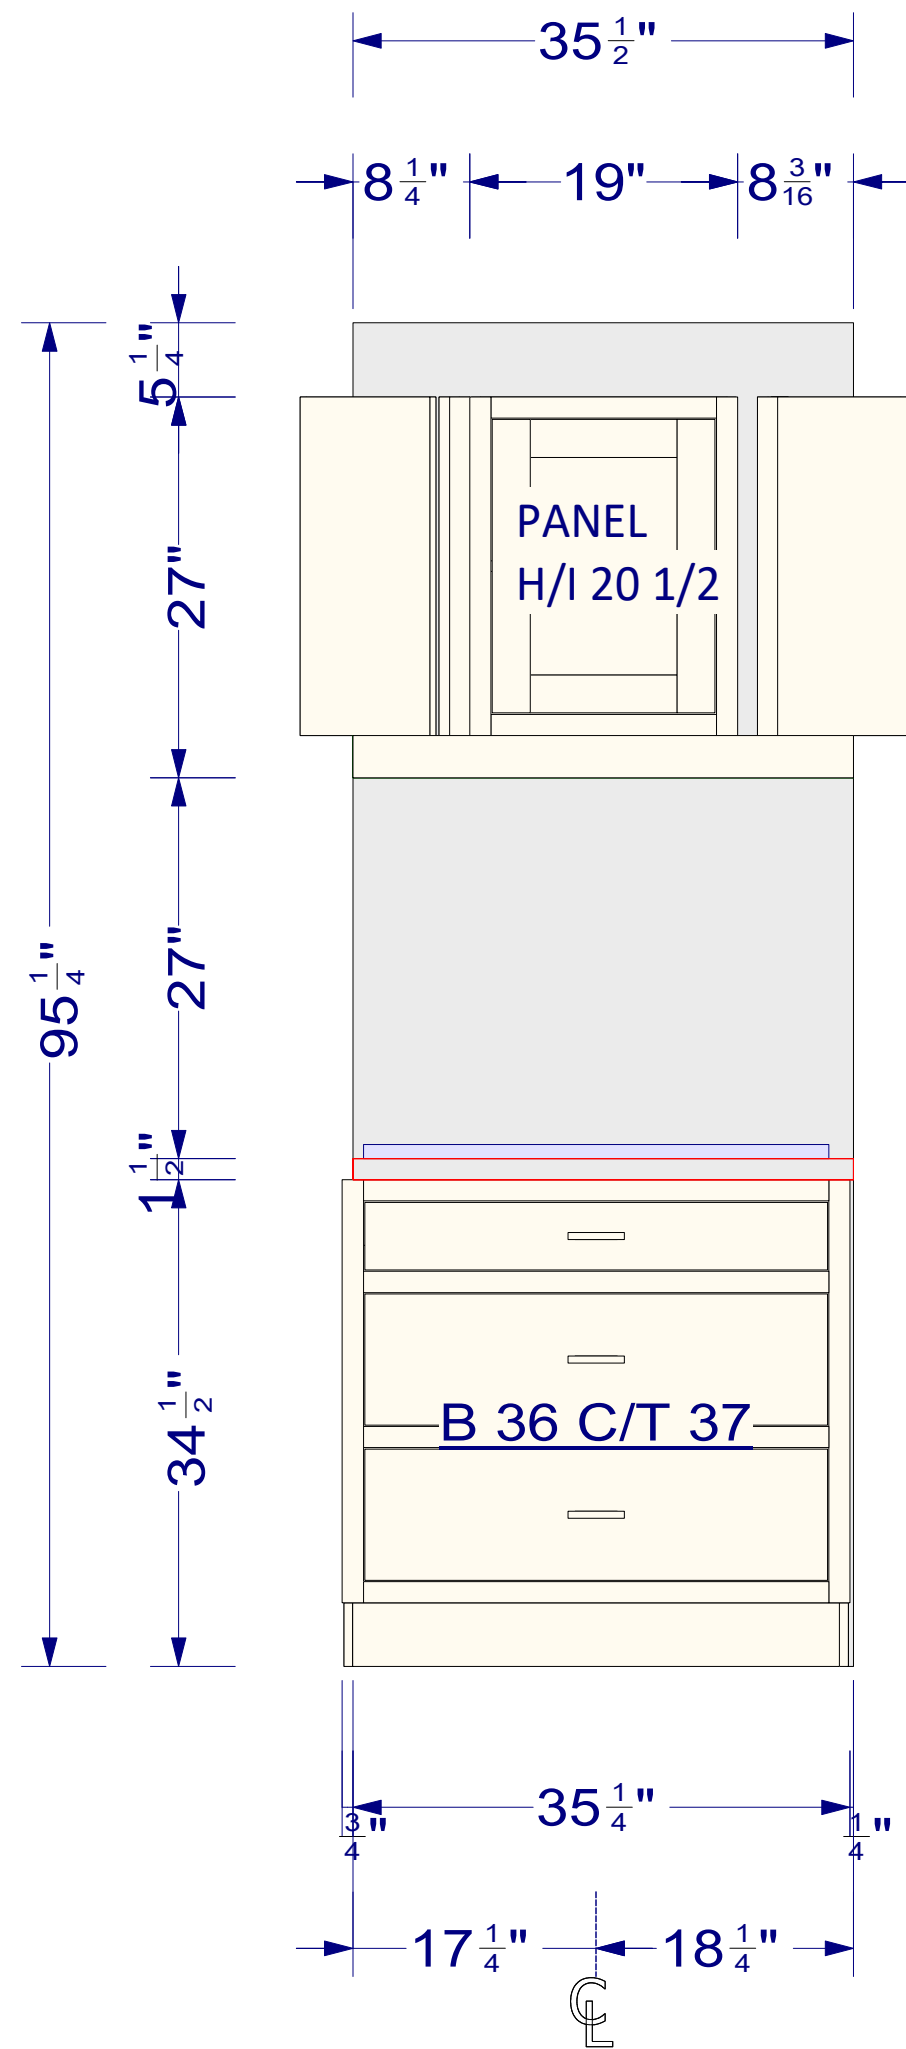 35 1/2"
8 1/4" 19" 8 3/16"
5 1/4"
27"
PANEL
H/I 20 1/2
27"
95 1/4"
1 1/2"
34 1/2"
B 36 C/T 37
35 1/4"
3/4" 1/4"
17 1/4" 18 1/4"
CL